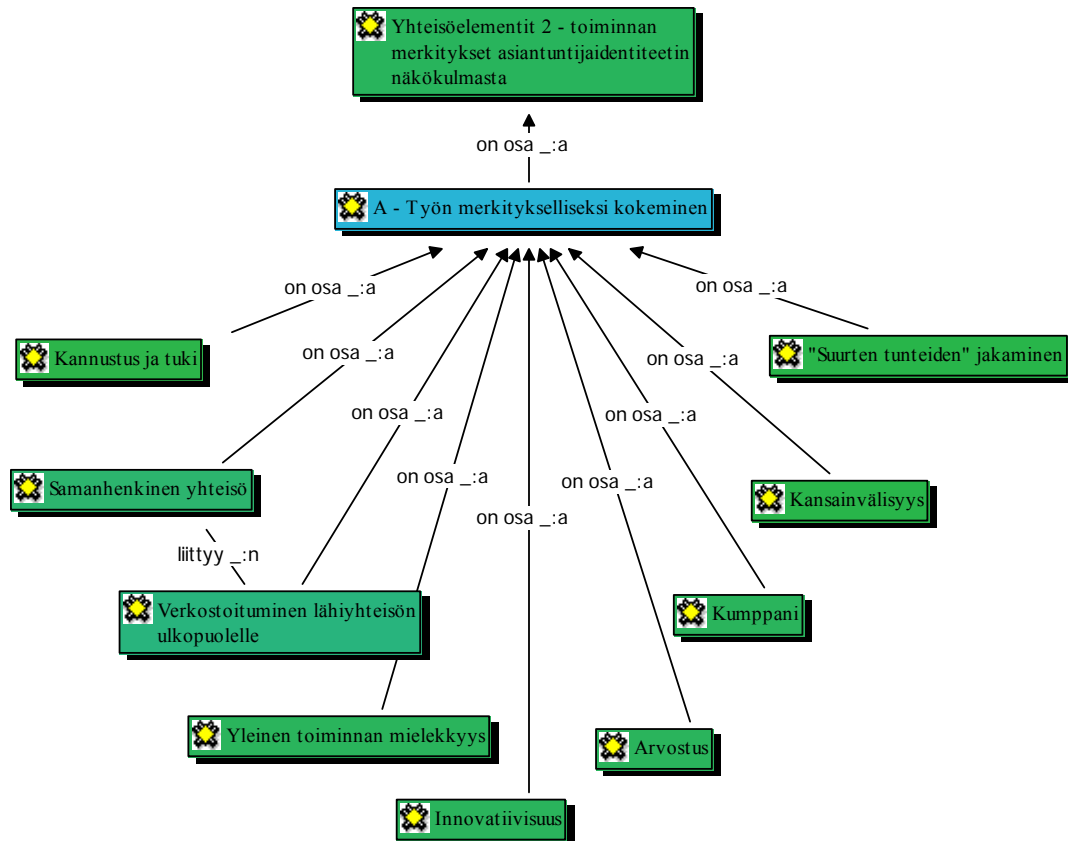 Yhteisöelementit 2 - toiminnan
merkitykset asiantuntijaidentiteetin
näkökulmasta
on osa _:a
A - Työn merkitykselliseksi kokeminen
on osa _:a
on osa _:a
Kannustus ja tuki
on osa _:a
"Suurten tunteiden" jakaminen
on osa _:a
on osa _:a
on osa _:a
on osa _:a
on osa _:a
Samanhenkinen yhteisö
Kansainvälisyys
on osa _:a
liittyy _:n
Verkostoituminen lähiyhteisön
ulkopuolelle
Kumppani
Yleinen toiminnan mielekkyys
Arvostus
Innovatiivisuus